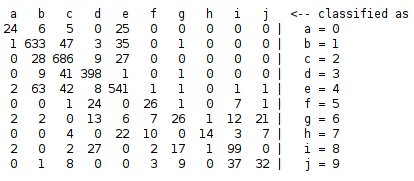 a b c d e f g h i j <-- classified as
24 6 5 0 25 0 0 0 0 0 | a = 0
1 633 47 3 35 0 1 0 0 0 | b = 1
0 28 686 9 27 0 0 0 0 0 | c = 2
0 9 41 398 1 0 1 0 0 0 | d = 3
2 63 42 8 541 1 1 0 1 1 | e = 4
0 0 1 24 0 26 1 0 7 1 | f = 5
2 2 0 13 6 7 26 1 12 21 | g = 6
0 0 4 0 22 10 0 14 3 7 | h = 7
2 0 2 27 0 2 17 1 99 0 | i = 8
0 1 8 0 0 3 9 0 37 32 | j = 9